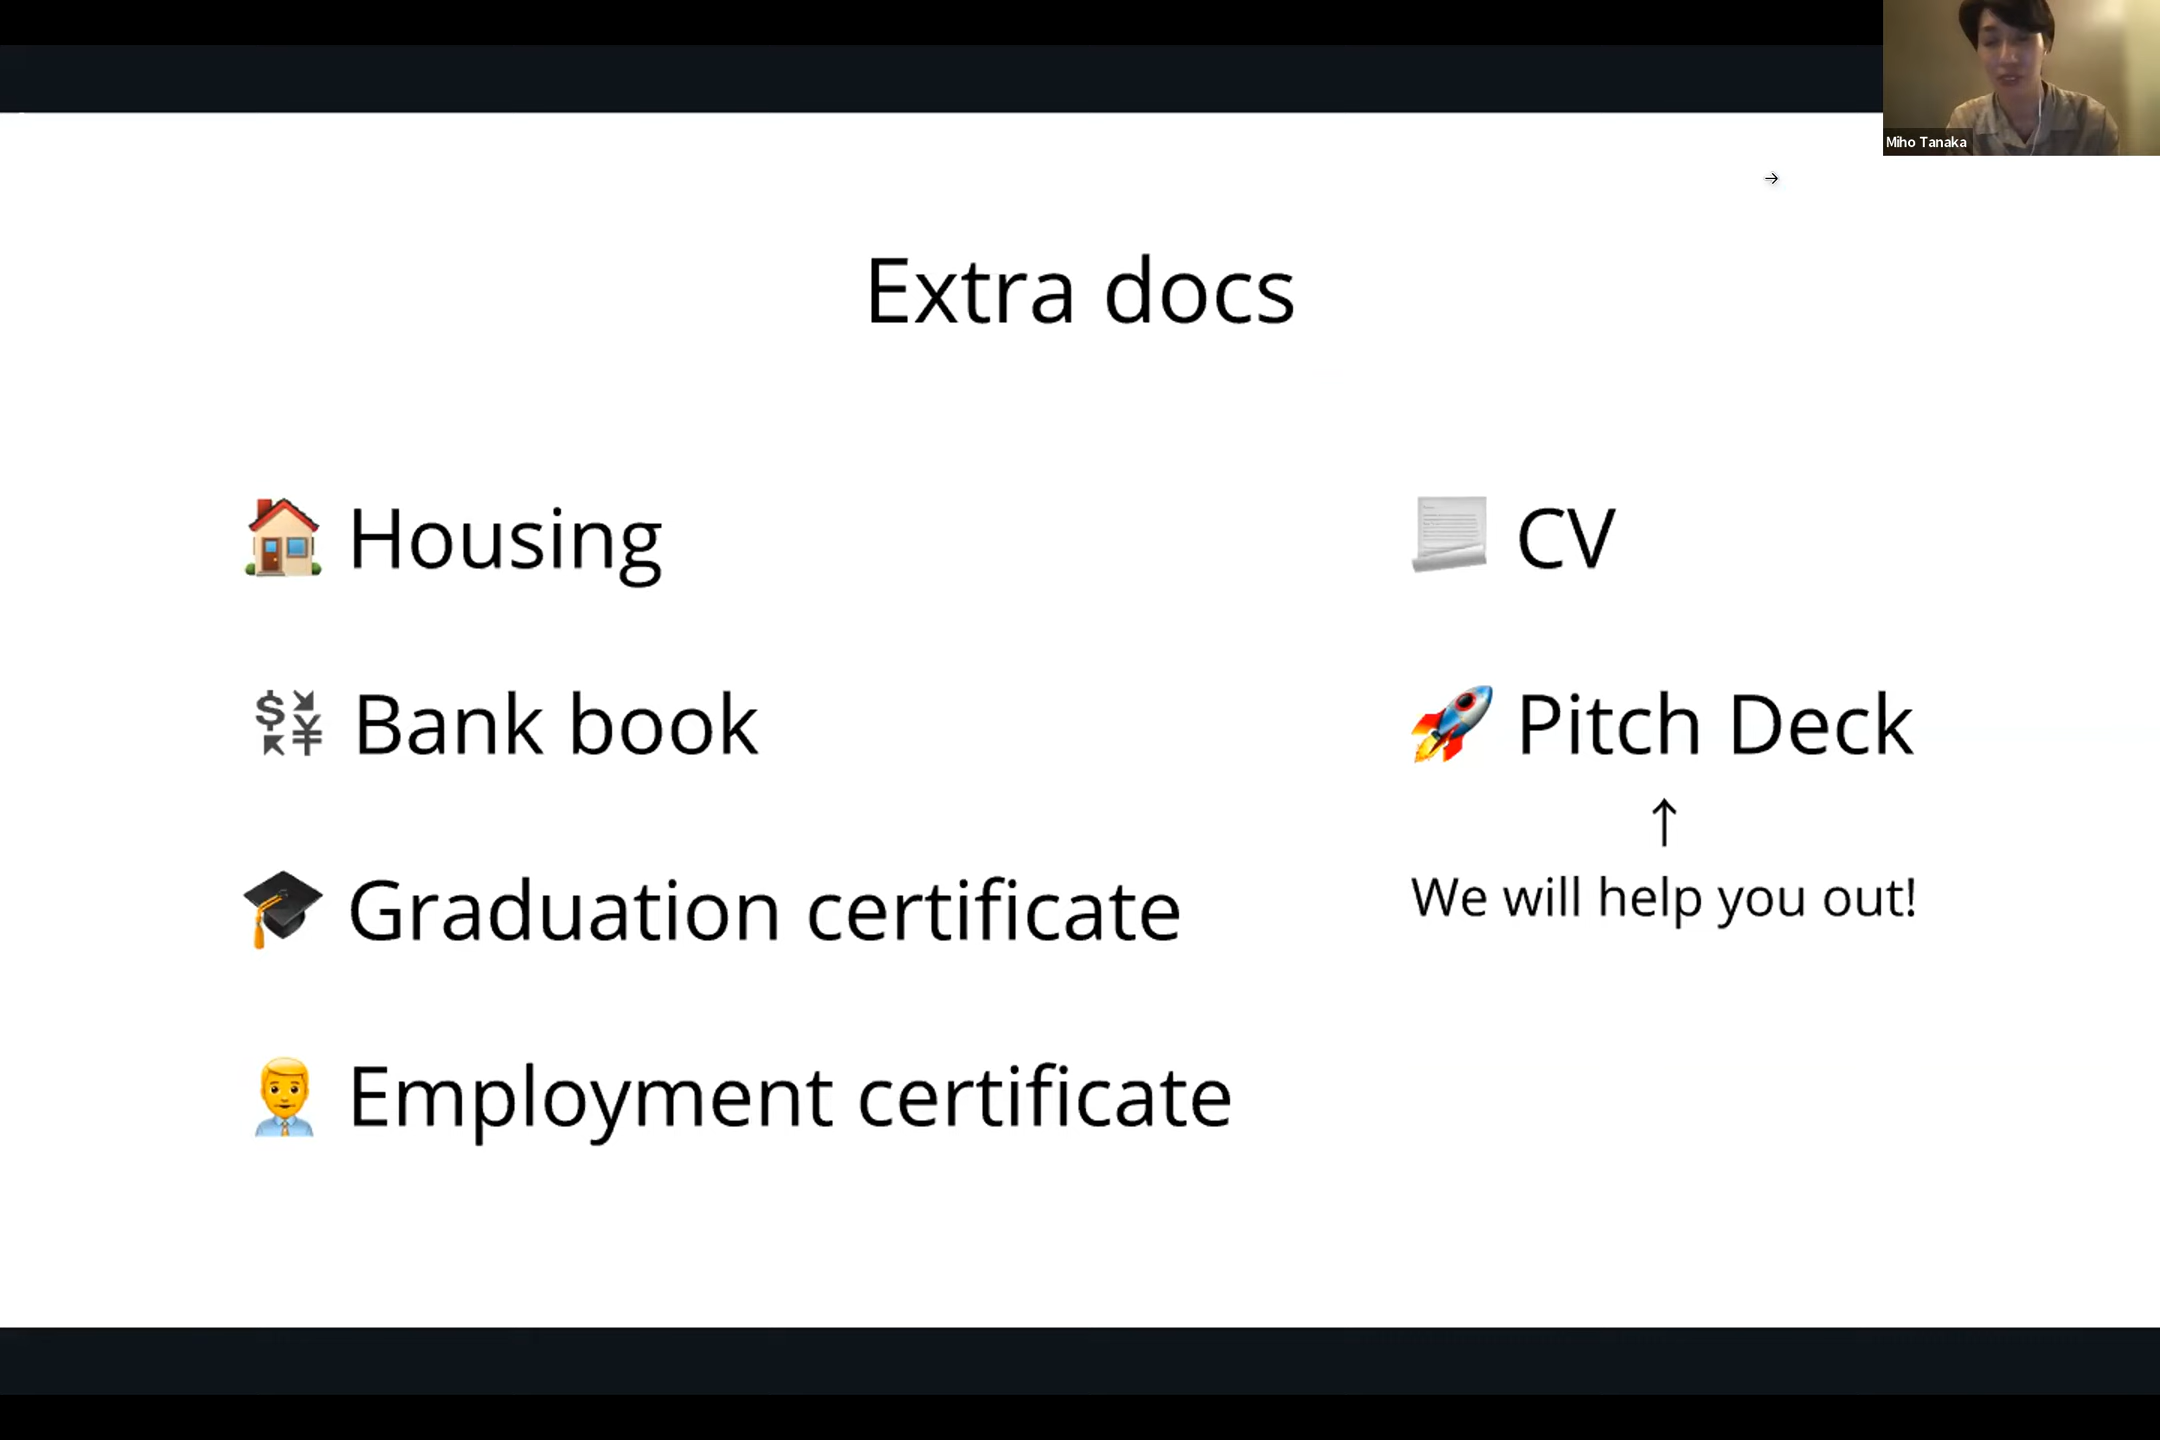 Miho Tanaka
→
Extra docs
🏠 Housing
💱 Bank book
🎓 Graduation certificate
👨‍💼 Employment certificate
📃 CV
🚀 Pitch Deck
↑
We will help you out!